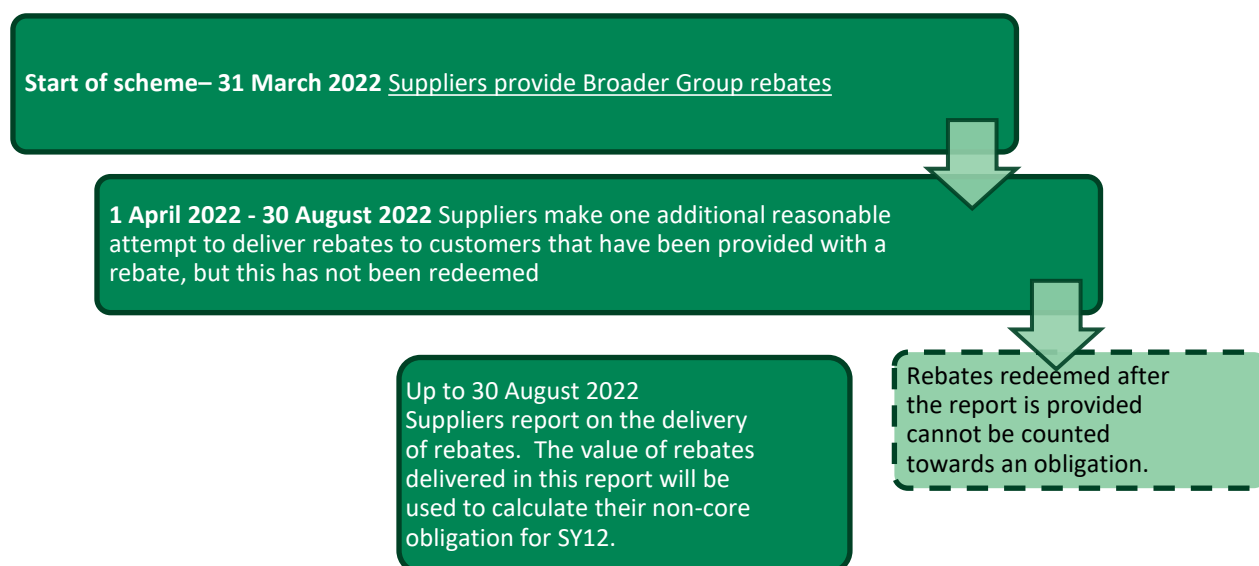 Start of scheme– 31 March 2022 Suppliers provide Broader Group rebates
1 April 2022 - 30 August 2022 Suppliers make one additional reasonable
attempt to deliver rebates to customers that have been provided with a
rebate, but this has not been redeemed
Up to 30 August 2022
Suppliers report on the delivery
of rebates.  The value of rebates
delivered in this report will be
used to calculate their non-core
obligation for SY12.
Rebates redeemed after
the report is provided
cannot be counted
towards an obligation.